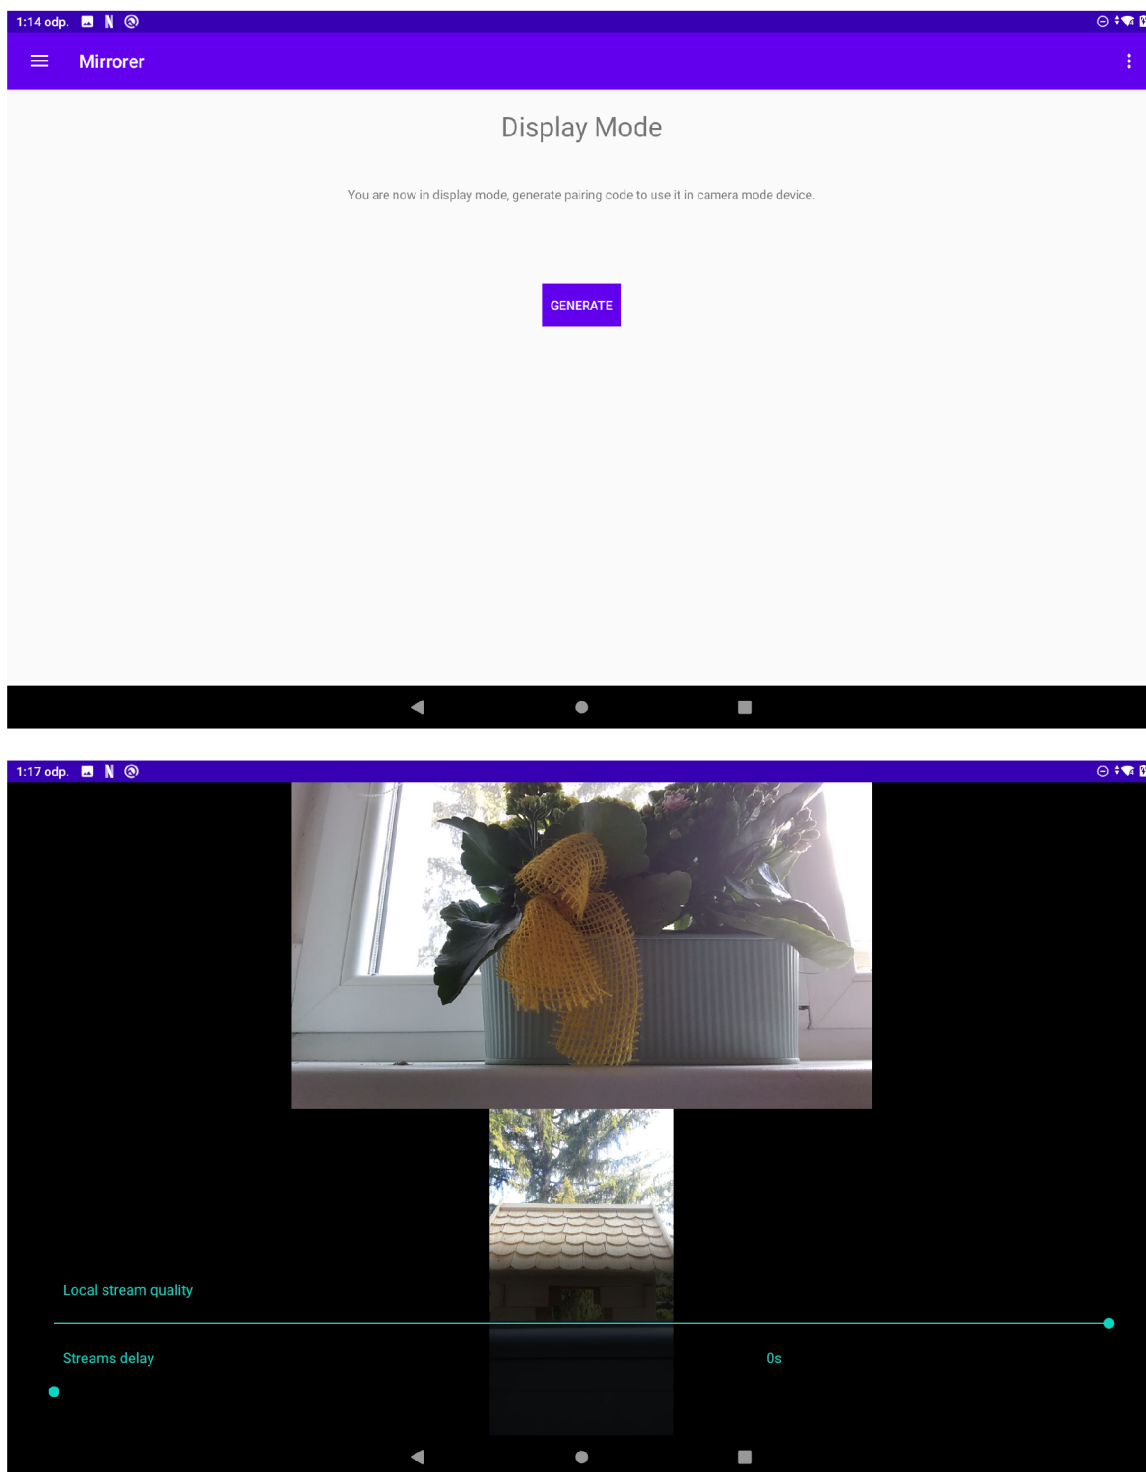 1:14 odp.
Mirrorer
Display Mode
You are now in display mode, generate pairing code to use it in camera mode device.
GENERATE
1:17 odp.
Local stream quality
Streams delay 0s